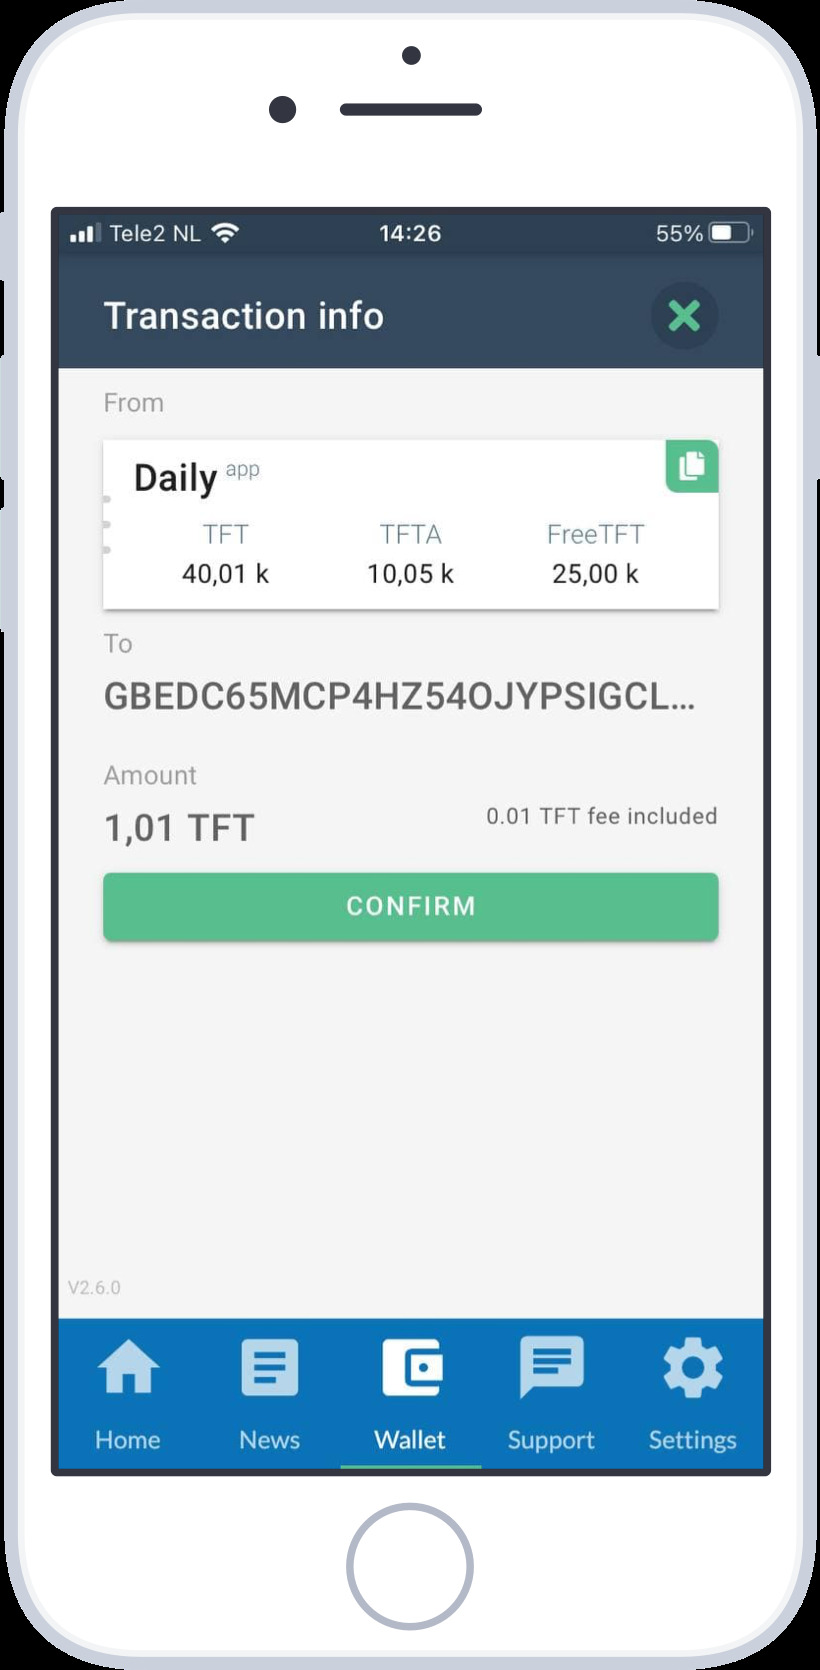 Tele2 NL 14:26 55%
Transaction info
From
Daily app
TFT TFTA FreeTFT
40,01 k 10,05 k 25,00 k
To
GBEDC65MCP4HZ54OJYPSIGCL...
Amount
1,01 TFT 0.01 TFT fee included
CONFIRM
V2.6.0
Home News Wallet Support Settings